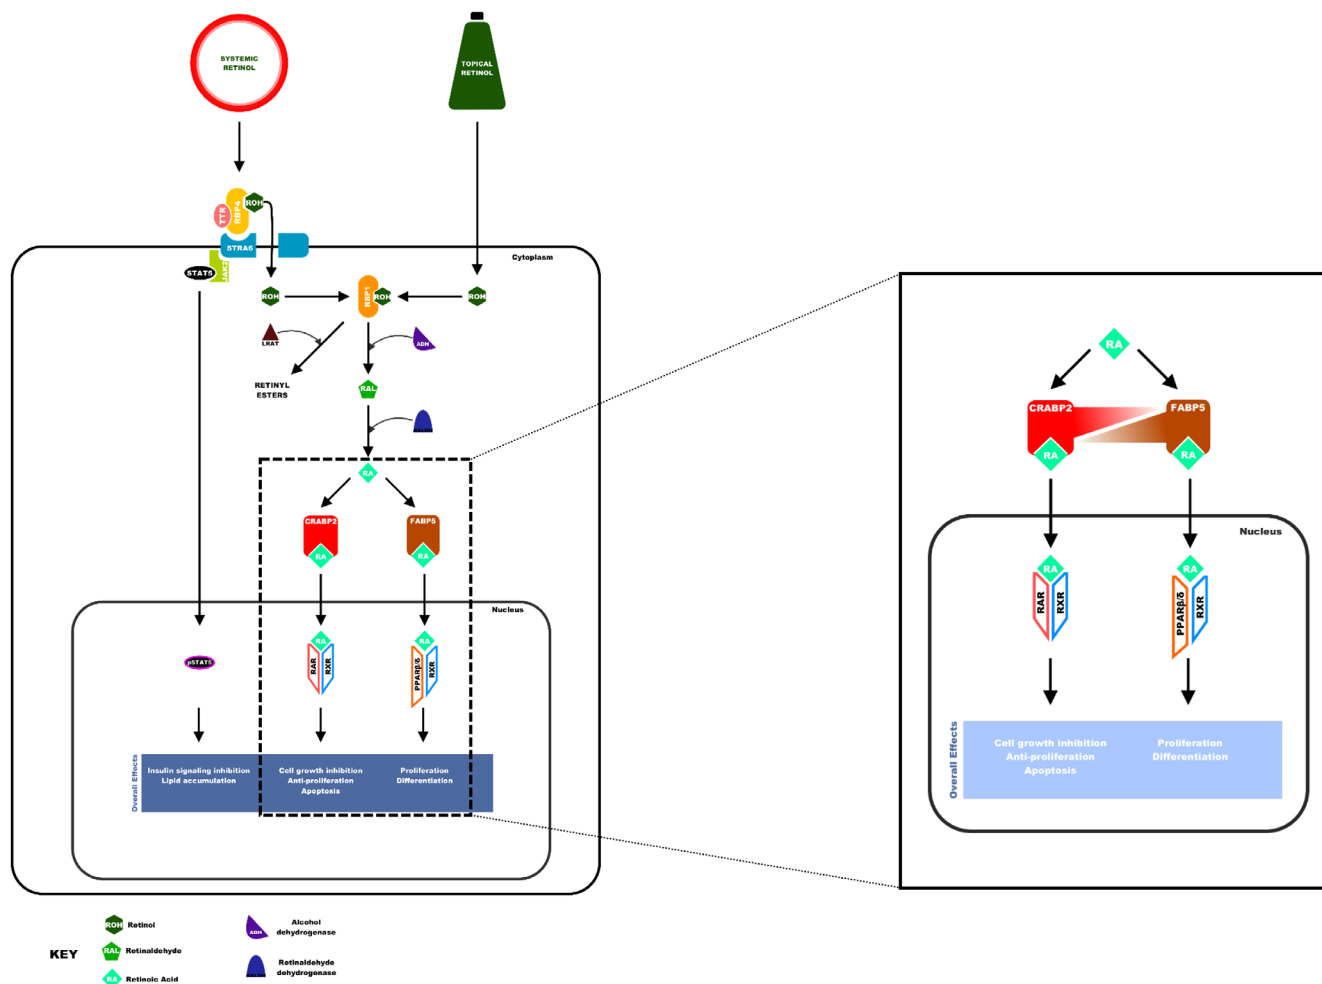 SYSTEMIC
RETINOL
TOPICAL
RETINOL
TTR
RBP4
ROH
STRA6
Cytoplasm
STAT5
JAK2
ROH
RBP1
ROH
ROH
LRAT
ADH
RETINYL
ESTERS
RAL
RA
CRABP2
FABP5
RA
RA
Nucleus
pSTAT5
RA
RAR
RXR
RA
PPARβ/δ
RXR
Overall Effects
Insulin signaling inhibition
Lipid accumulation
Cell growth inhibition
Anti-proliferation
Apoptosis
Proliferation
Differentiation
RA
CRABP2
FABP5
RA
RA
Nucleus
RA
RAR
RXR
RA
PPARβ/δ
RXR
Overall Effects
Cell growth inhibition
Anti-proliferation
Apoptosis
Proliferation
Differentiation
KEY
ROH
Retinol
RAL
Retinaldehyde
RA
Retinoic Acid
ADH
Alcohol
dehydrogenase
Retinaldehyde
dehydrogenase